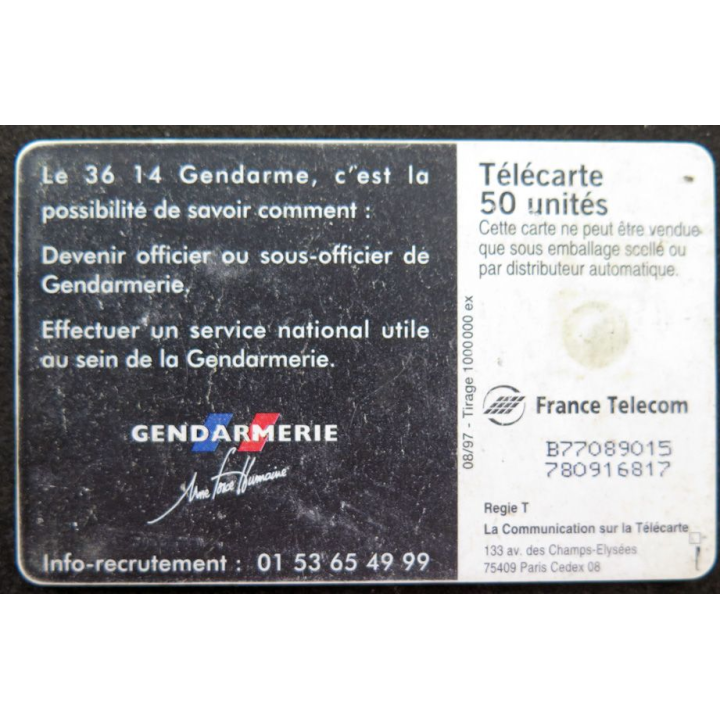 Le 36 14 Gendarme, c'est la
possibilité de savoir comment :
Devenir officier ou sous-officier de
Gendarmerie.
Effectuer un service national utile
au sein de la Gendarmerie.
GENDARMERIE
Une Force Humaine
Info-recrutement : 01 53 65 49 99
08/97 - Tirage 1000000 ex
Télécarte
50 unités
Cette carte ne peut être vendue
que sous emballage scellé ou
par distributeur automatique.
France Telecom
B77089015
780916817
Regie T
La Communication sur la Télécarte
133 av. des Champs-Elysées
75409 Paris Cedex 08